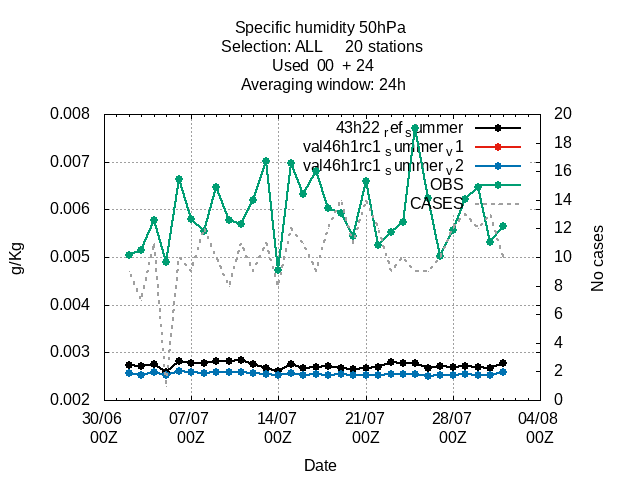 Specific humidity 50hPa
Selection: ALL 20 stations
Used 00 + 24
Averaging window: 24h
43h22 ref summer
val46h1rc1 summer v1
val46h1rc1 summer v2
OBS
CASES
g/Kg
0.008
0.007
0.006
0.005
0.004
0.003
0.002
20
18
16
14
12
10
8
6
4
2
0
No cases
30/06 07/07 14/07 21/07 28/07 04/08
00Z 00Z 00Z 00Z 00Z 00Z
Date